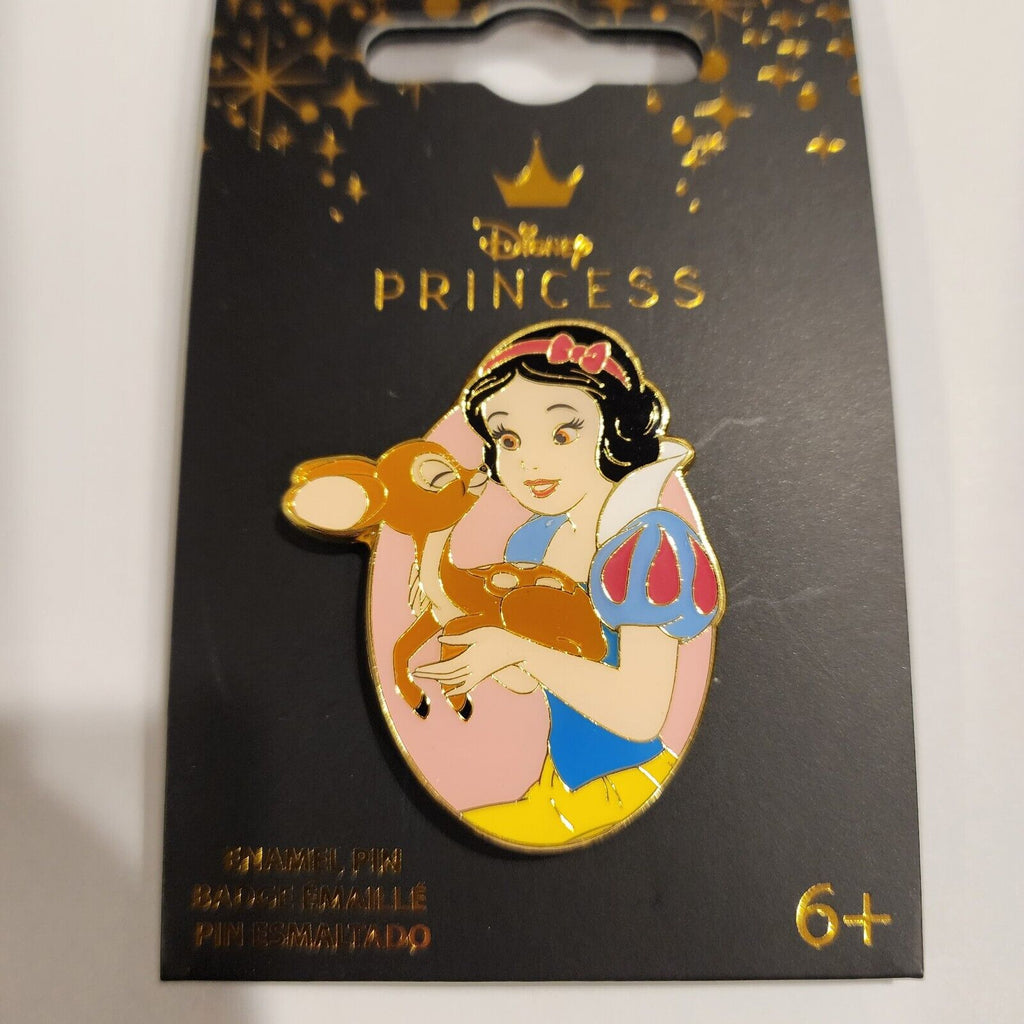 Disney
PRINCESS
ENAMEL PIN
BADGE EMAILLÉ
PIN ESMALTADO
6+